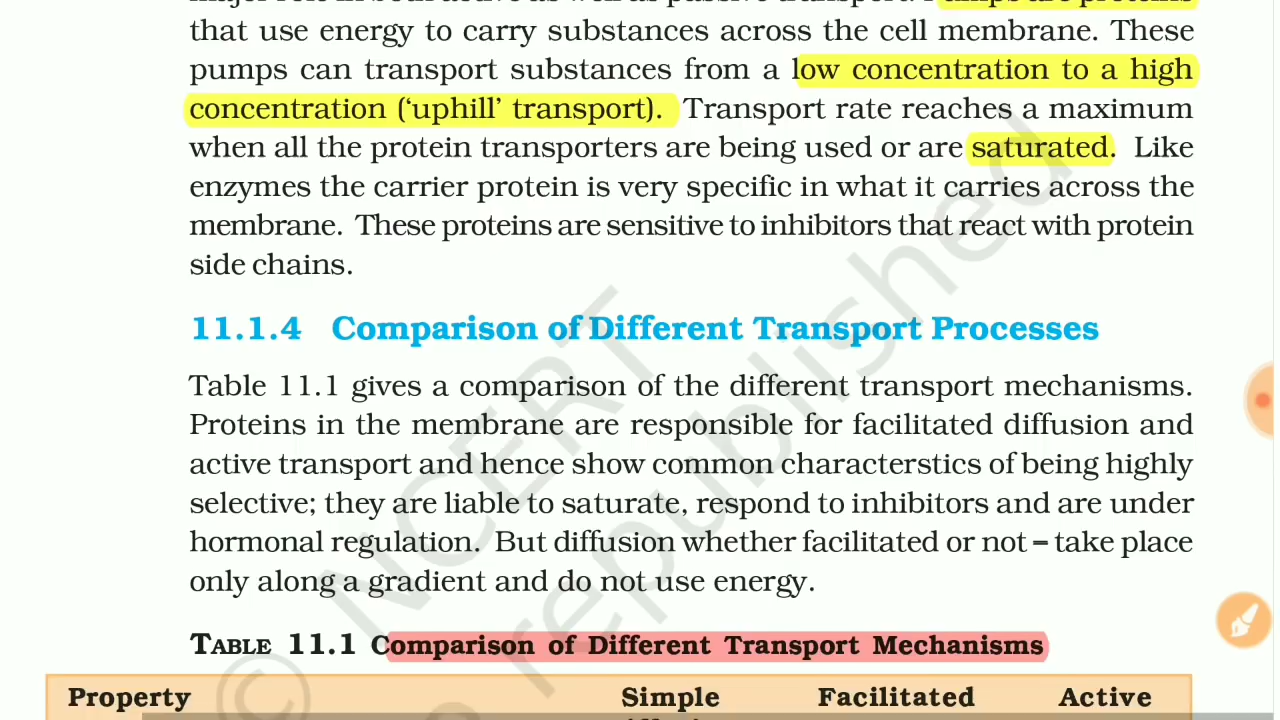 that use energy to carry substances across the cell membrane. These
pumps can transport substances from a low concentration to a high
concentration (‘uphill’ transport). Transport rate reaches a maximum
when all the protein transporters are being used or are saturated. Like
enzymes the carrier protein is very specific in what it carries across the
membrane. These proteins are sensitive to inhibitors that react with protein
side chains.
11.1.4 Comparison of Different Transport Processes
Table 11.1 gives a comparison of the different transport mechanisms.
Proteins in the membrane are responsible for facilitated diffusion and
active transport and hence show common characterstics of being highly
selective; they are liable to saturate, respond to inhibitors and are under
hormonal regulation. But diffusion whether facilitated or not – take place
only along a gradient and do not use energy.
TABLE 11.1 Comparison of Different Transport Mechanisms
Property Simple Facilitated Active
© NCERT
republished